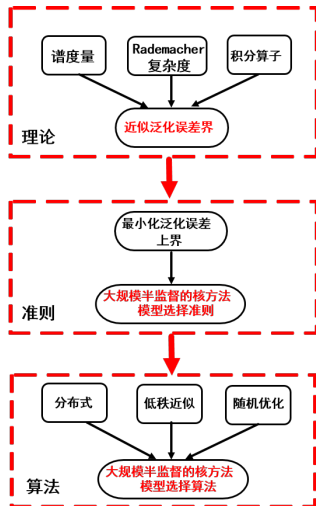 谱度量
Rademacher
复杂度
积分算子
近似泛化误差界
理论
最小化泛化误差
上界
大规模半监督的核方法
模型选择准则
准则
分布式
低秩近似
随机优化
大规模半监督的核方法
模型选择算法
算法